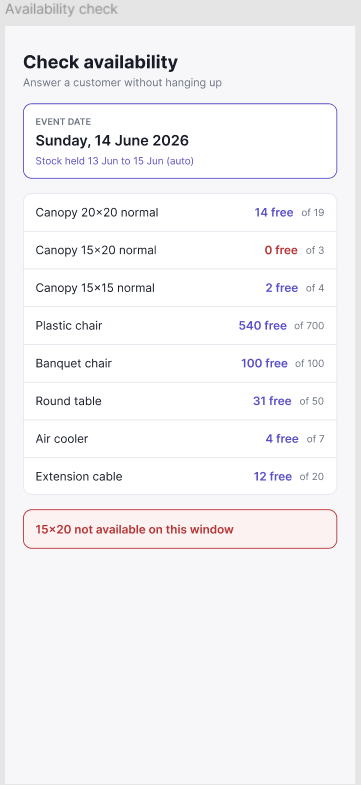 Availability check
Check availability
Answer a customer without hanging up
EVENT DATE
Sunday, 14 June 2026
Stock held 13 Jun to 15 Jun (auto)
Canopy 20×20 normal 14 free of 19
Canopy 15×20 normal 0 free of 3
Canopy 15×15 normal 2 free of 4
Plastic chair 540 free of 700
Banquet chair 100 free of 100
Round table 31 free of 50
Air cooler 4 free of 7
Extension cable 12 free of 20
15×20 not available on this window